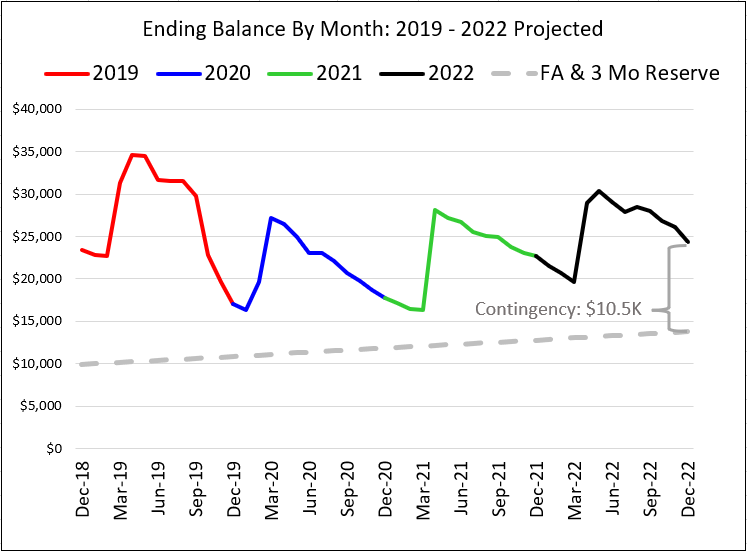 Ending Balance By Month: 2019 - 2022 Projected
2019 2020 2021 2022 FA & 3 Mo Reserve
$40,000
$35,000
$30,000
$25,000
$20,000
$15,000
$10,000
$5,000
$0
Contingency: $10.5K
Dec-18 Mar-19 Jun-19 Sep-19 Dec-19 Mar-20 Jun-20 Sep-20 Dec-20 Mar-21 Jun-21 Sep-21 Dec-21 Mar-22 Jun-22 Sep-22 Dec-22